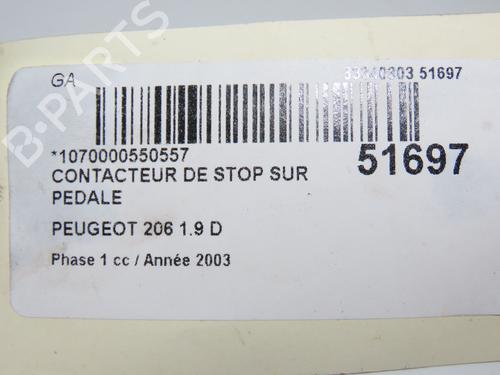 GA
33240303 51697
*1070000550557
51697
CONTACTEUR DE STOP SUR
PEDALE
PEUGEOT 206 1.9 D
Phase 1 cc / Année 2003
B-PARTS